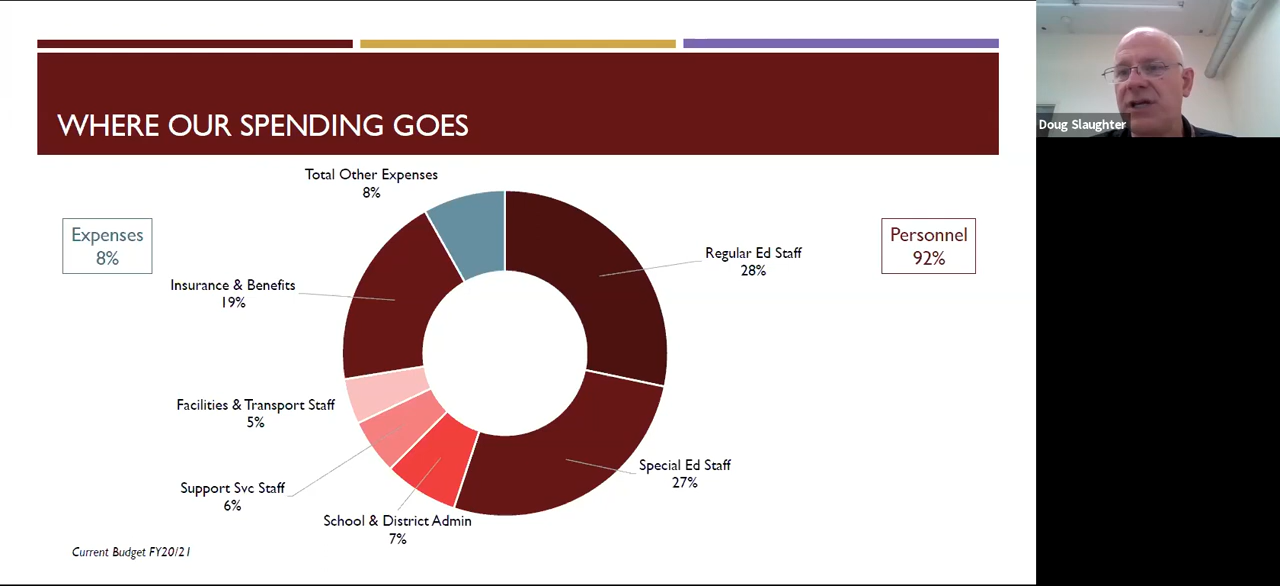 WHERE OUR SPENDING GOES
Doug Slaughter
Total Other Expenses
8%
Expenses
8%
Personnel
92%
Regular Ed Staff
28%
Insurance & Benefits
19%
Facilities & Transport Staff
5%
Special Ed Staff
27%
Support Svc Staff
6%
School & District Admin
7%
Current Budget FY20/21